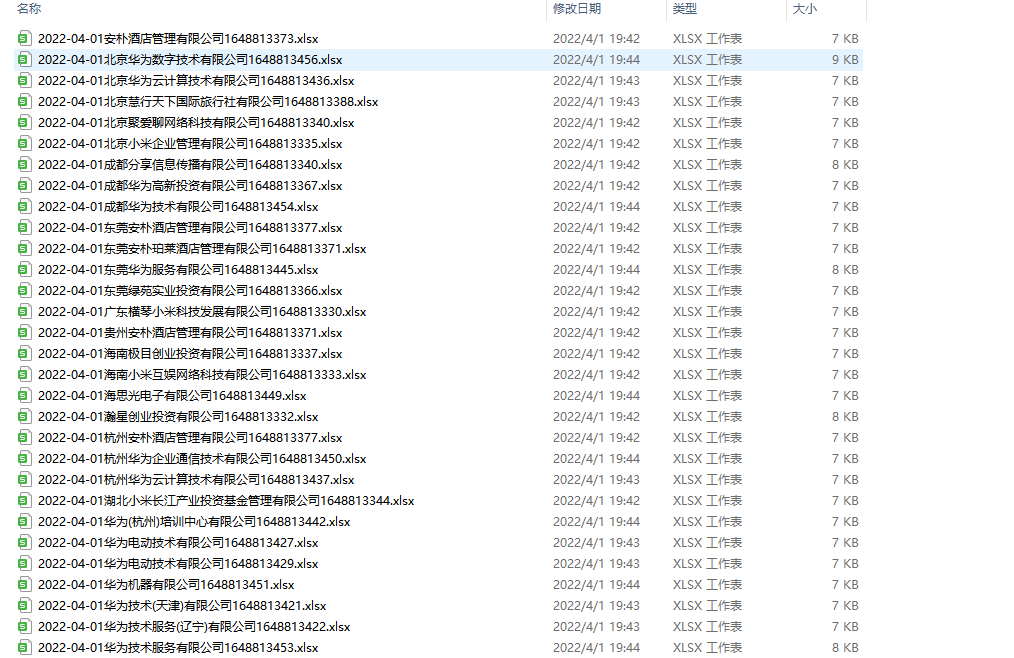 名称 修改日期 类型 大小
2022-04-01安朴酒店管理有限公司1648813373.xlsx 2022/4/1 19:42 XLSX 工作表 7 KB
2022-04-01北京华为数字技术有限公司1648813456.xlsx 2022/4/1 19:44 XLSX 工作表 9 KB
2022-04-01北京华为云计算技术有限公司1648813436.xlsx 2022/4/1 19:43 XLSX 工作表 7 KB
2022-04-01北京慧行天下国际旅行社有限公司1648813388.xlsx 2022/4/1 19:43 XLSX 工作表 7 KB
2022-04-01北京聚爱聊网络科技有限公司1648813340.xlsx 2022/4/1 19:42 XLSX 工作表 7 KB
2022-04-01北京小米企业管理有限公司1648813335.xlsx 2022/4/1 19:42 XLSX 工作表 7 KB
2022-04-01成都分享信息传播有限公司1648813340.xlsx 2022/4/1 19:42 XLSX 工作表 8 KB
2022-04-01成都华为高新投资有限公司1648813367.xlsx 2022/4/1 19:42 XLSX 工作表 7 KB
2022-04-01成都华为技术有限公司1648813454.xlsx 2022/4/1 19:44 XLSX 工作表 7 KB
2022-04-01东莞安朴酒店管理有限公司1648813377.xlsx 2022/4/1 19:42 XLSX 工作表 7 KB
2022-04-01东莞安朴珀莱酒店管理有限公司1648813371.xlsx 2022/4/1 19:42 XLSX 工作表 7 KB
2022-04-01东莞华为服务有限公司1648813445.xlsx 2022/4/1 19:44 XLSX 工作表 8 KB
2022-04-01东莞绿苑实业投资有限公司1648813366.xlsx 2022/4/1 19:42 XLSX 工作表 7 KB
2022-04-01广东横琴小米科技发展有限公司1648813330.xlsx 2022/4/1 19:42 XLSX 工作表 7 KB
2022-04-01贵州安朴酒店管理有限公司1648813371.xlsx 2022/4/1 19:42 XLSX 工作表 7 KB
2022-04-01海南极目创业投资有限公司1648813337.xlsx 2022/4/1 19:42 XLSX 工作表 7 KB
2022-04-01海南小米互娱网络科技有限公司1648813333.xlsx 2022/4/1 19:42 XLSX 工作表 7 KB
2022-04-01海思光电子有限公司1648813449.xlsx 2022/4/1 19:44 XLSX 工作表 7 KB
2022-04-01瀚星创业投资有限公司1648813332.xlsx 2022/4/1 19:42 XLSX 工作表 8 KB
2022-04-01杭州安朴酒店管理有限公司1648813377.xlsx 2022/4/1 19:42 XLSX 工作表 7 KB
2022-04-01杭州华为企业通信技术有限公司1648813450.xlsx 2022/4/1 19:44 XLSX 工作表 7 KB
2022-04-01杭州华为云计算技术有限公司1648813437.xlsx 2022/4/1 19:43 XLSX 工作表 7 KB
2022-04-01湖北小米长江产业投资基金管理有限公司1648813344.xlsx 2022/4/1 19:42 XLSX 工作表 7 KB
2022-04-01华为(杭州)培训中心有限公司1648813442.xlsx 2022/4/1 19:44 XLSX 工作表 7 KB
2022-04-01华为电动技术有限公司1648813427.xlsx 2022/4/1 19:43 XLSX 工作表 7 KB
2022-04-01华为电动技术有限公司1648813429.xlsx 2022/4/1 19:43 XLSX 工作表 7 KB
2022-04-01华为机器有限公司1648813451.xlsx 2022/4/1 19:44 XLSX 工作表 7 KB
2022-04-01华为技术(天津)有限公司1648813421.xlsx 2022/4/1 19:43 XLSX 工作表 7 KB
2022-04-01华为技术服务(辽宁)有限公司1648813422.xlsx 2022/4/1 19:43 XLSX 工作表 7 KB
2022-04-01华为技术服务有限公司1648813453.xlsx 2022/4/1 19:44 XLSX 工作表 8 KB